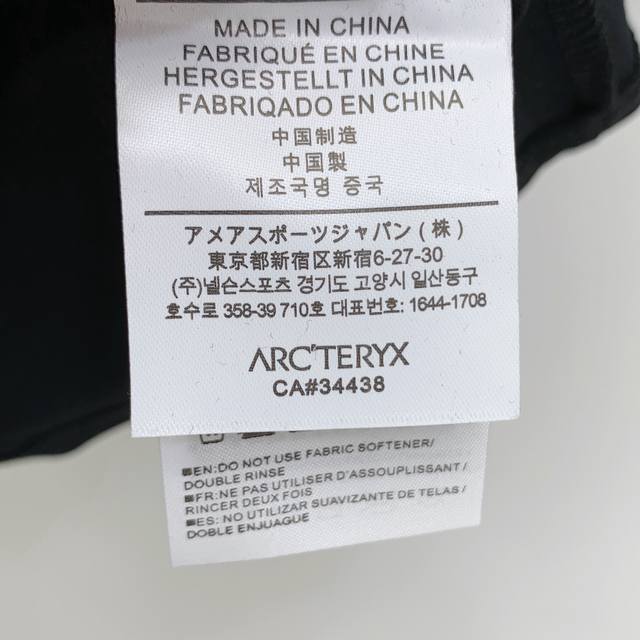 MADE IN CHINA
FABRIQUÉ EN CHINE
HERGESTELLT IN CHINA
FABRIQADO EN CHINA
中国制造
中国製
제조국명 중국
アメアスポーツジャパン(株)
東京都新宿区新宿6-27-30
(주)넬슨스포츠 경기도 고양시 일산동구
호수로 358-39 710호 대표번호: 1644-1708
ARC'TERYX
CA#34438
EN:DO NOT USE FABRIC SOFTENER/
DOUBLE RINSE
FR:NE PAS UTILISER D'ASSOUPLISSANT/
RINCER DEUX FOIS
ES: NO UTILIZAR SUAVIZANTE DE TELAS/
DOBLE ENJUAGUE